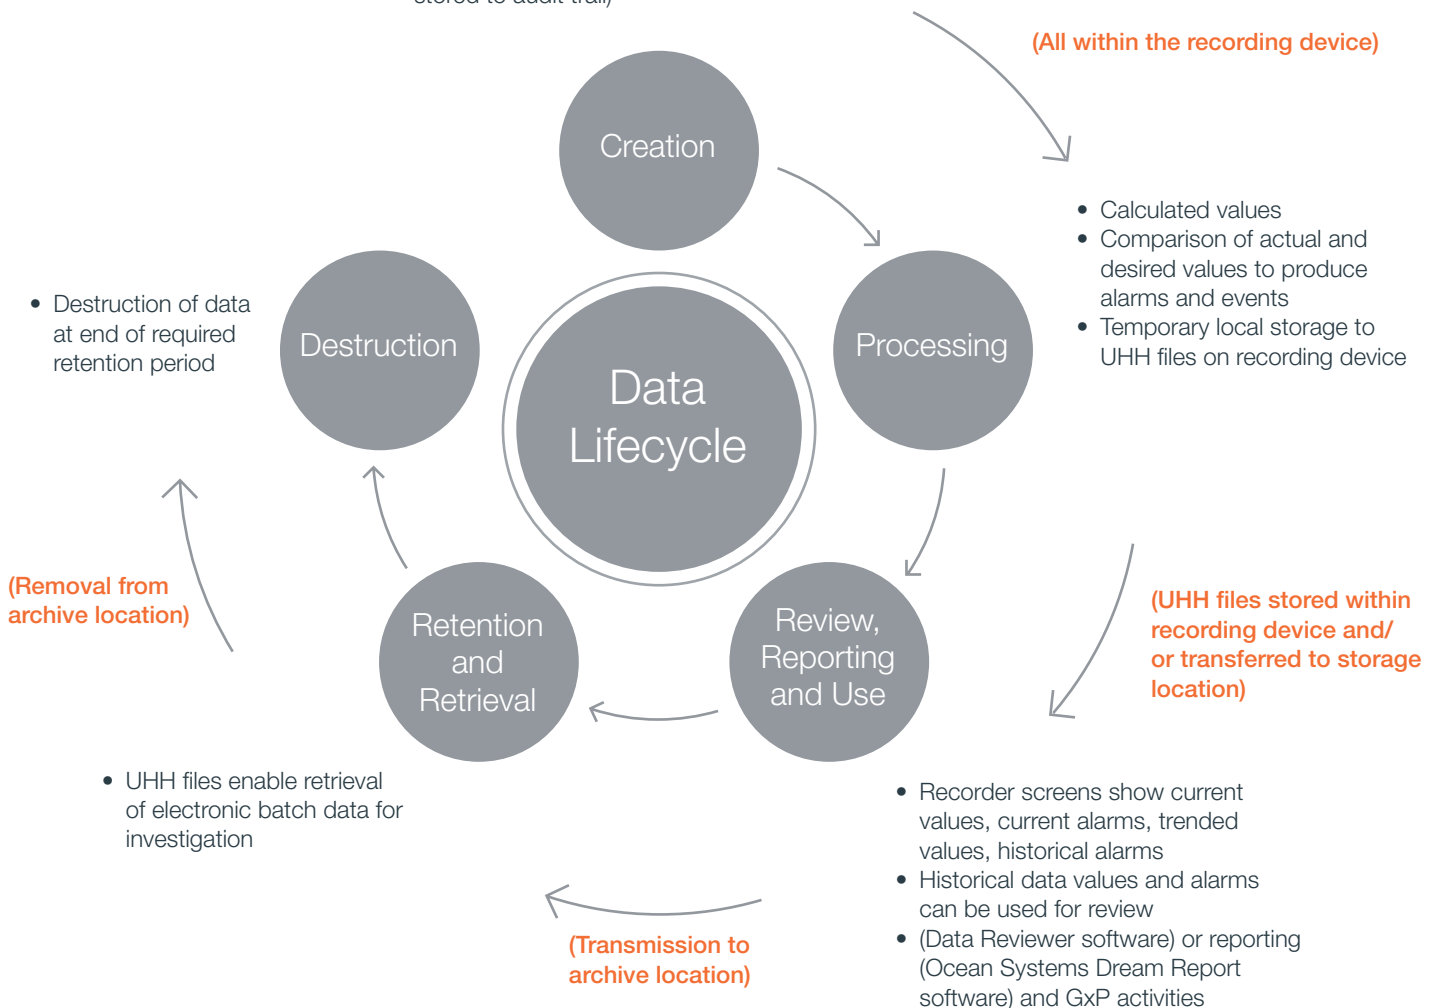 stored to audit trail)
(All within the recording device)
Creation
• Calculated values
• Comparison of actual and
desired values to produce
alarms and events
• Temporary local storage to
UHH files on recording device
Processing
• Destruction of data
at end of required
retention period
Destruction
Data
Lifecycle
(Removal from
archive location)
Retention
and
Retrieval
Review,
Reporting
and Use
(UHH files stored within
recording device and/
or transferred to storage
location)
• UHH files enable retrieval
of electronic batch data for
investigation
• Recorder screens show current
values, current alarms, trended
values, historical alarms
• Historical data values and alarms
can be used for review
• (Data Reviewer software) or reporting
(Ocean Systems Dream Report
software) and GxP activities
(Transmission to
archive location)